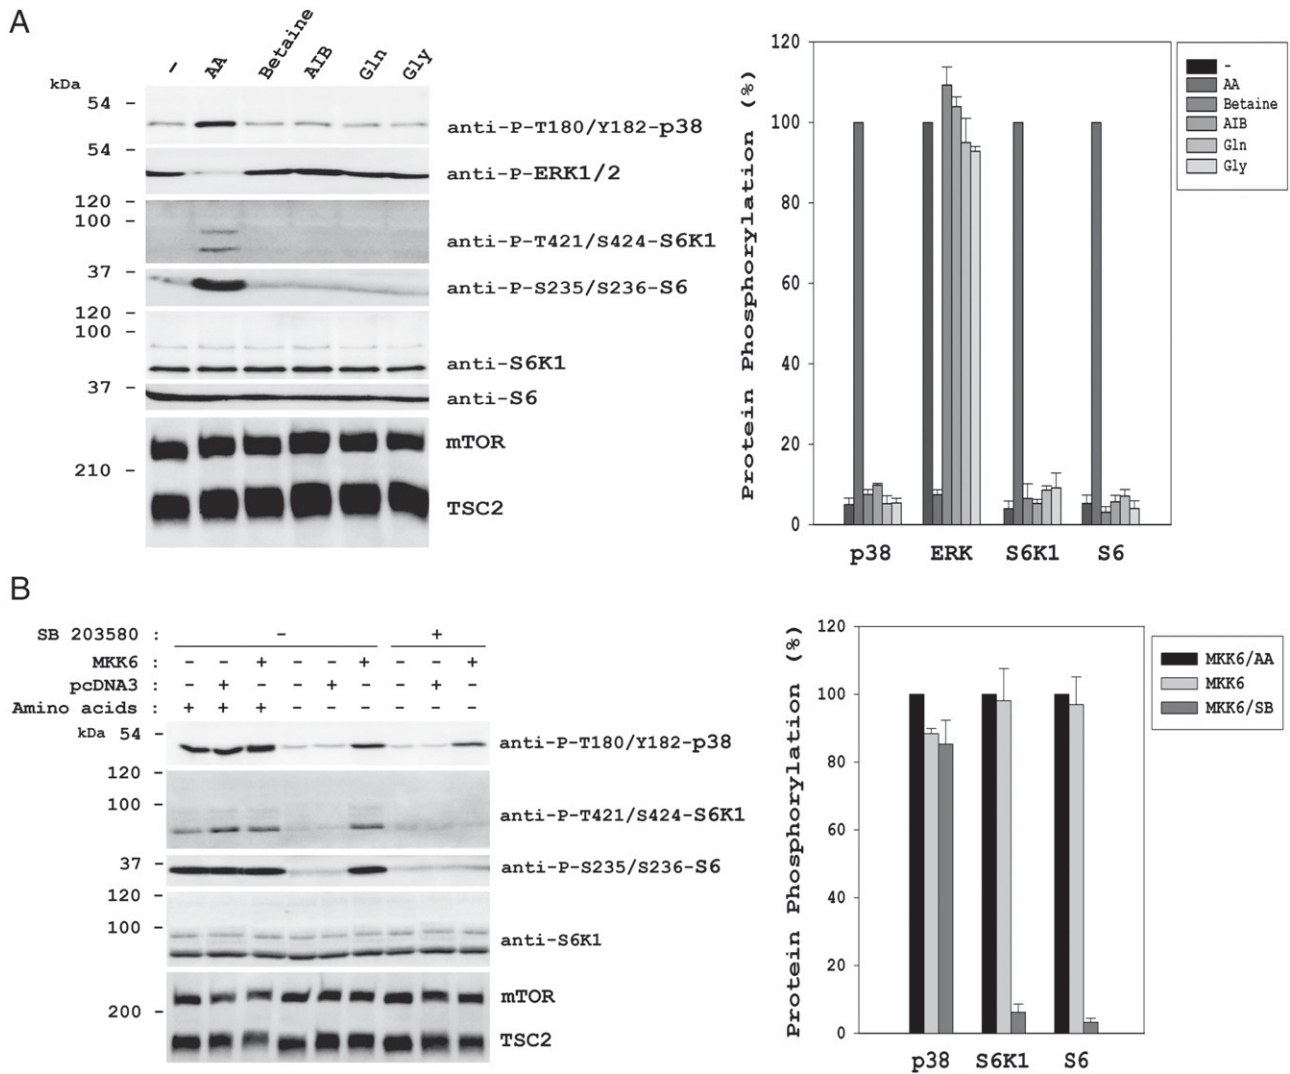 A
- AA Betaine AIB Gln Gly
kDa
54 -
anti-P-T180/Y182-p38
54 -
anti-P-ERK1/2
120 -
100 -
anti-P-T421/S424-S6K1
37 -
anti-P-S235/S236-S6
120 -
100 -
anti-S6K1
37 -
anti-S6
mTOR
210 -
TSC2
Protein Phosphorylation (%)
120
100
80
60
40
20
0
p38 ERK S6K1 S6
-
AA
Betaine
AIB
Gln
Gly
B
SB 203580 : - +
MKK6 : - - + - - + - - +
pcDNA3 : - + - - + - - + -
Amino acids : + + + - - - - - -
kDa 54 -
anti-P-T180/Y182-p38
120 -
100 -
anti-P-T421/S424-S6K1
37 -
anti-P-S235/S236-S6
120 -
100 -
anti-S6K1
mTOR
200 -
TSC2
Protein Phosphorylation (%)
120
100
80
60
40
20
0
p38 S6K1 S6
MKK6/AA
MKK6
MKK6/SB